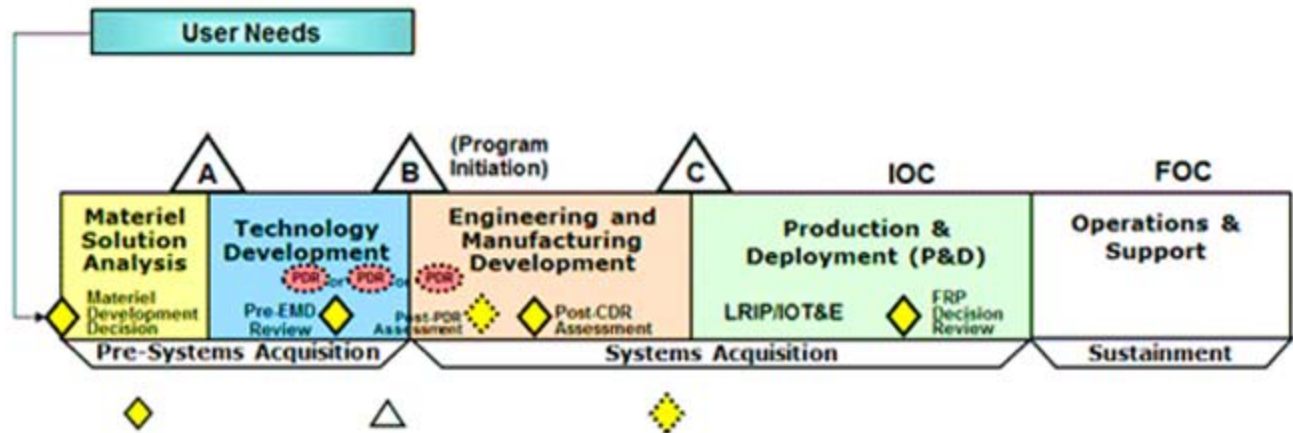 User Needs
A
B
(Program
Initiation)
C
IOC
FOC
Materiel
Solution
Analysis
Technology
Development
Engineering and
Manufacturing
Development
Production &
Deployment (P&D)
Operations &
Support
PDR or PDR or PDR
Materiel
Development
Decision
Pre-EMD
Review
Post-PDR
Assessment
Post-CDR
Assessment
LRIP/IOT&E
FRP
Decision
Review
Pre-Systems Acquisition
Systems Acquisition
Sustainment